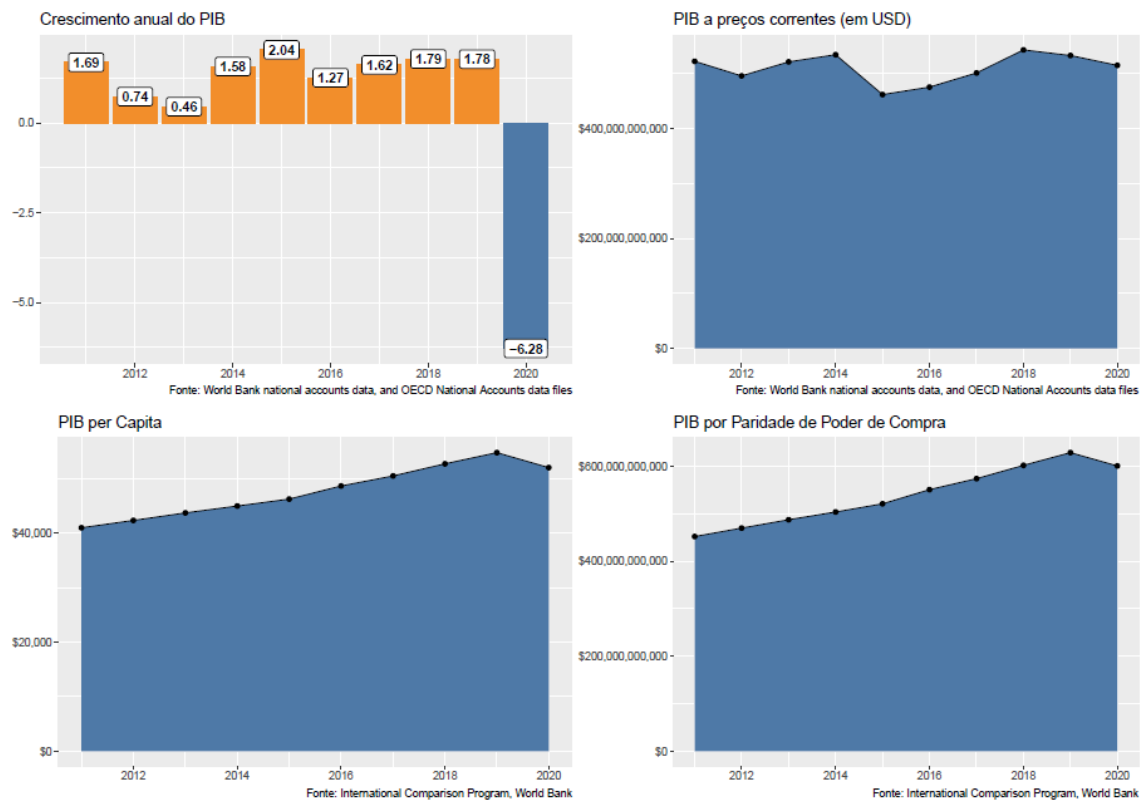 Crescimento anual do PIB
1.69
0.74
0.46
1.58
2.04
1.27
1.62
1.79
1.78
−6.28
0.0
−2.5
−5.0
2012 2014 2016 2018 2020
Fonte: World Bank national accounts data, and OECD National Accounts data files
PIB a preços correntes (em USD)
$400,000,000,000
$200,000,000,000
$0
2012 2014 2016 2018 2020
Fonte: World Bank national accounts data, and OECD National Accounts data files
PIB per Capita
$40,000
$20,000
$0
2012 2014 2016 2018 2020
Fonte: International Comparison Program, World Bank
PIB por Paridade de Poder de Compra
$600,000,000,000
$400,000,000,000
$200,000,000,000
$0
2012 2014 2016 2018 2020
Fonte: International Comparison Program, World Bank